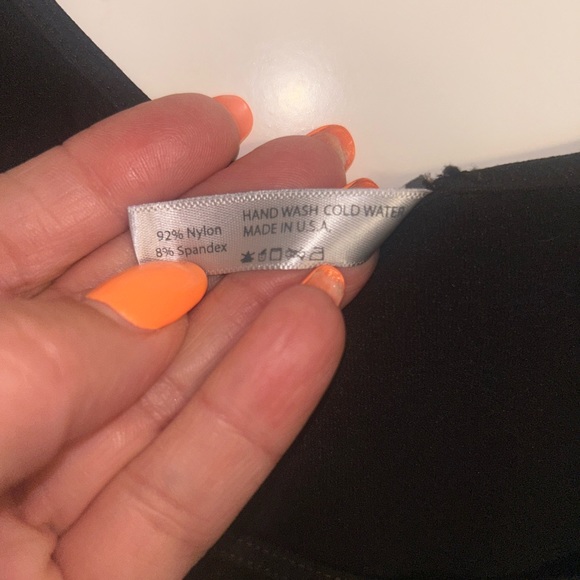 92% Nylon
8% Spandex
HAND WASH COLD WATER
MADE IN U.S.A.